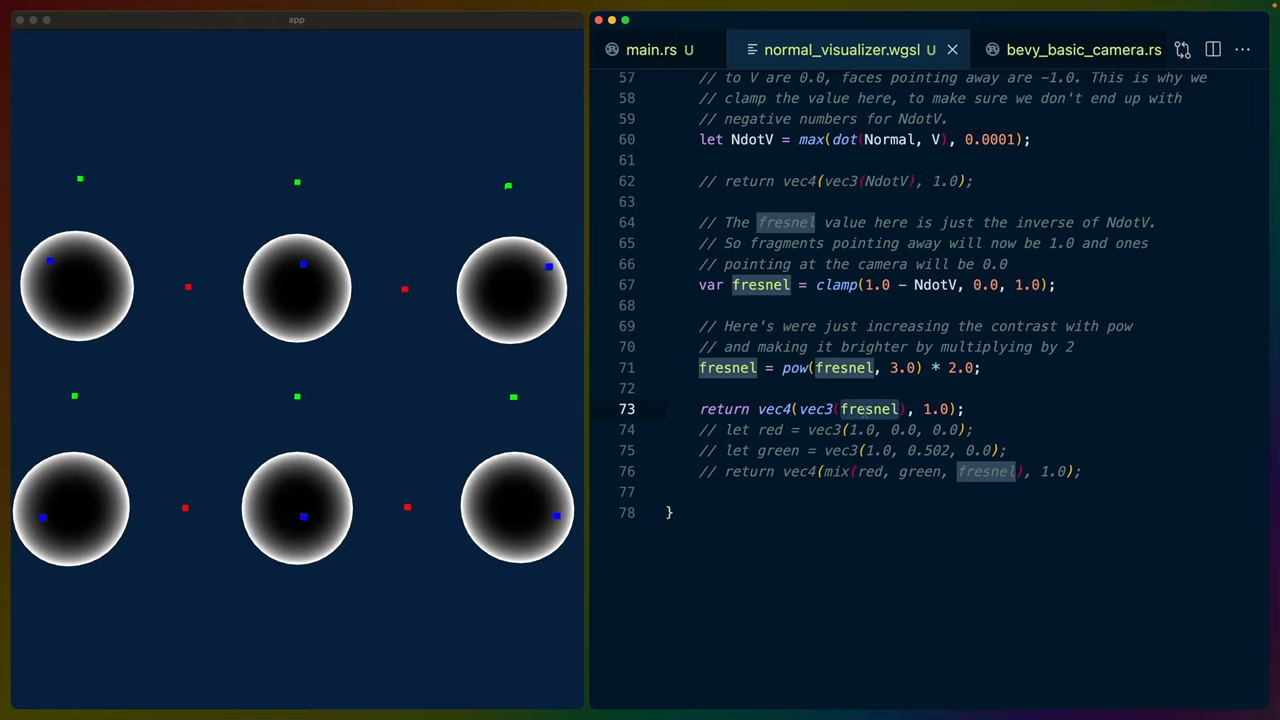 app
main.rs U
normal_visualizer.wgsl U
bevy_basic_camera.rs
57 // to V are 0.0, faces pointing away are -1.0. This is why we
58 // clamp the value here, to make sure we don't end up with
59 // negative numbers for NdotV.
60 let NdotV = max(dot(Normal, V), 0.0001);
61
62 // return vec4(vec3(NdotV), 1.0);
63
64 // The fresnel value here is just the inverse of NdotV.
65 // So fragments pointing away will now be 1.0 and ones
66 // pointing at the camera will be 0.0
67 var fresnel = clamp(1.0 - NdotV, 0.0, 1.0);
68
69 // Here's were just increasing the contrast with pow
70 // and making it brighter by multiplying by 2
71 fresnel = pow(fresnel, 3.0) * 2.0;
72
73 return vec4(vec3(fresnel), 1.0);
74 // let red = vec3(1.0, 0.0, 0.0);
75 // let green = vec3(1.0, 0.502, 0.0);
76 // return vec4(mix(red, green, fresnel), 1.0);
77
78 }